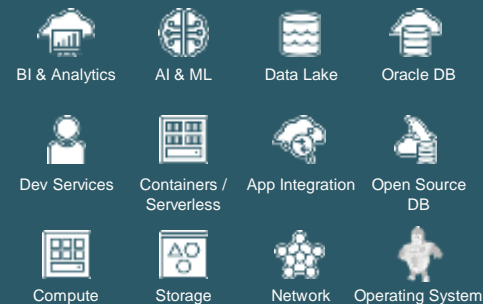 BI & Analytics
AI & ML
Data Lake
Oracle DB
Dev Services
Containers /
Serverless
App Integration
Open Source
DB
Compute
Storage
Network
Operating System